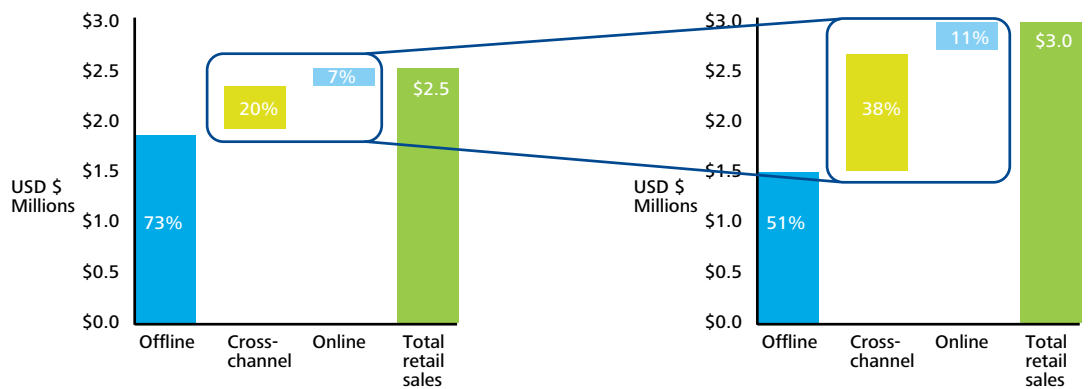 $3.0
$2.5
$2.0
$1.5
$1.0
$0.5
$0.0
USD $
Millions
73%
20%
7%
$2.5
Offline
Cross-
channel
Online
Total
retail
sales
$3.0
$2.5
$2.0
$1.5
$1.0
$0.5
$0.0
USD $
Millions
51%
38%
11%
$3.0
Offline
Cross-
channel
Online
Total
retail
sales